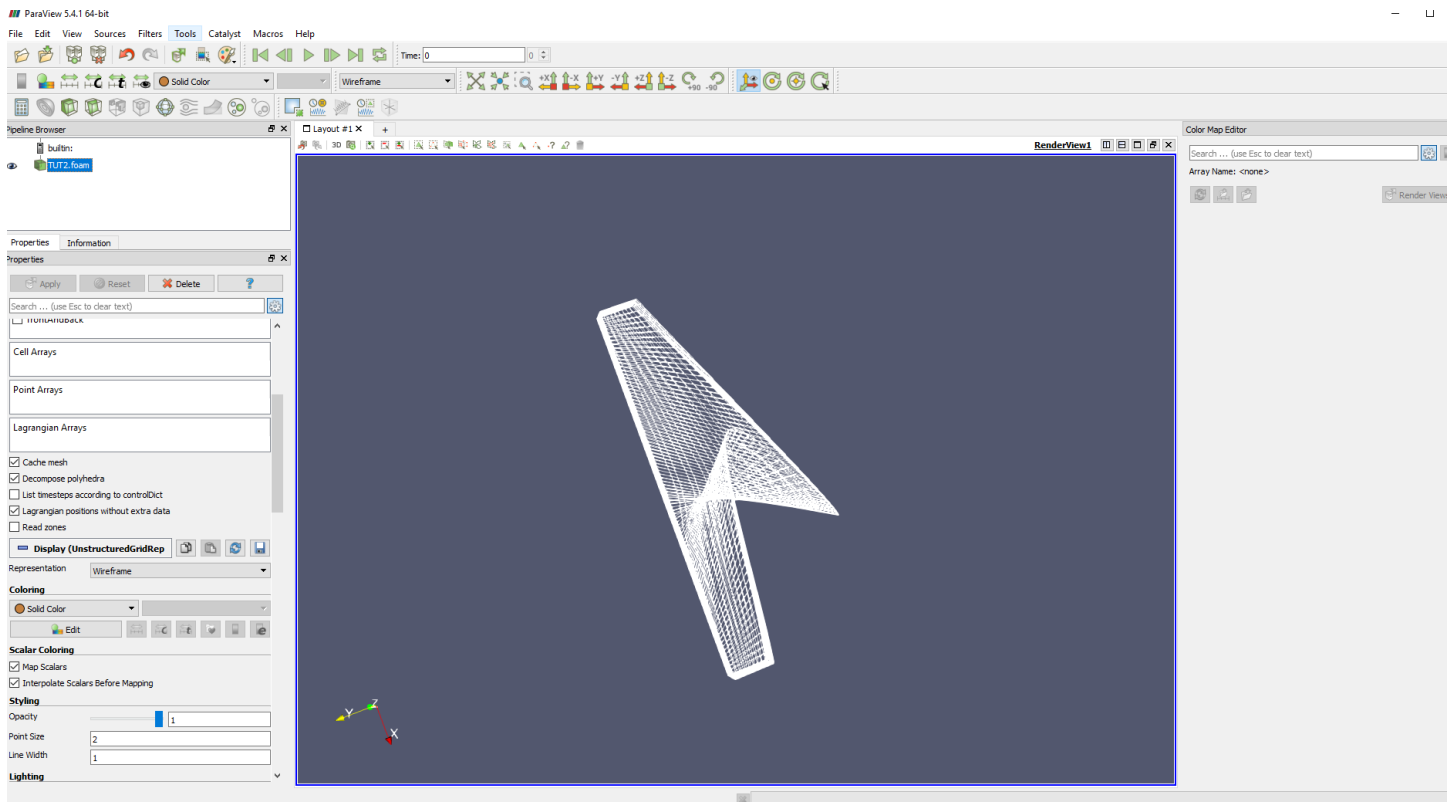 ParaView 5.4.1 64-bit
File Edit View Sources Filters Tools Catalyst Macros Help
Time: 0 0
Solid Color Wireframe +X -X +Y -Y +Z -Z +90 -90
Pipeline Browser
builtin:
TUT2.foam
Properties Information
Properties
Apply Reset Delete ?
Search ... (use Esc to clear text)
frontAndBack
Cell Arrays
Point Arrays
Lagrangian Arrays
Cache mesh
Decompose polyhedra
List timesteps according to controlDict
Lagrangian positions without extra data
Read zones
Display (UnstructuredGridRep
Representation Wireframe
Coloring
Solid Color
Edit
Scalar Coloring
Map Scalars
Interpolate Scalars Before Mapping
Styling
Opacity 1
Point Size 2
Line Width 1
Lighting
Layout #1 +
3D RenderView1
Z
Y
X
Color Map Editor
Search ... (use Esc to clear text)
Array Name: <none>
Render View